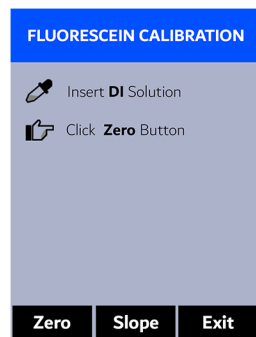 FLUORESCEIN CALIBRATION
Insert DI Solution
Click Zero Button
Zero Slope Exit